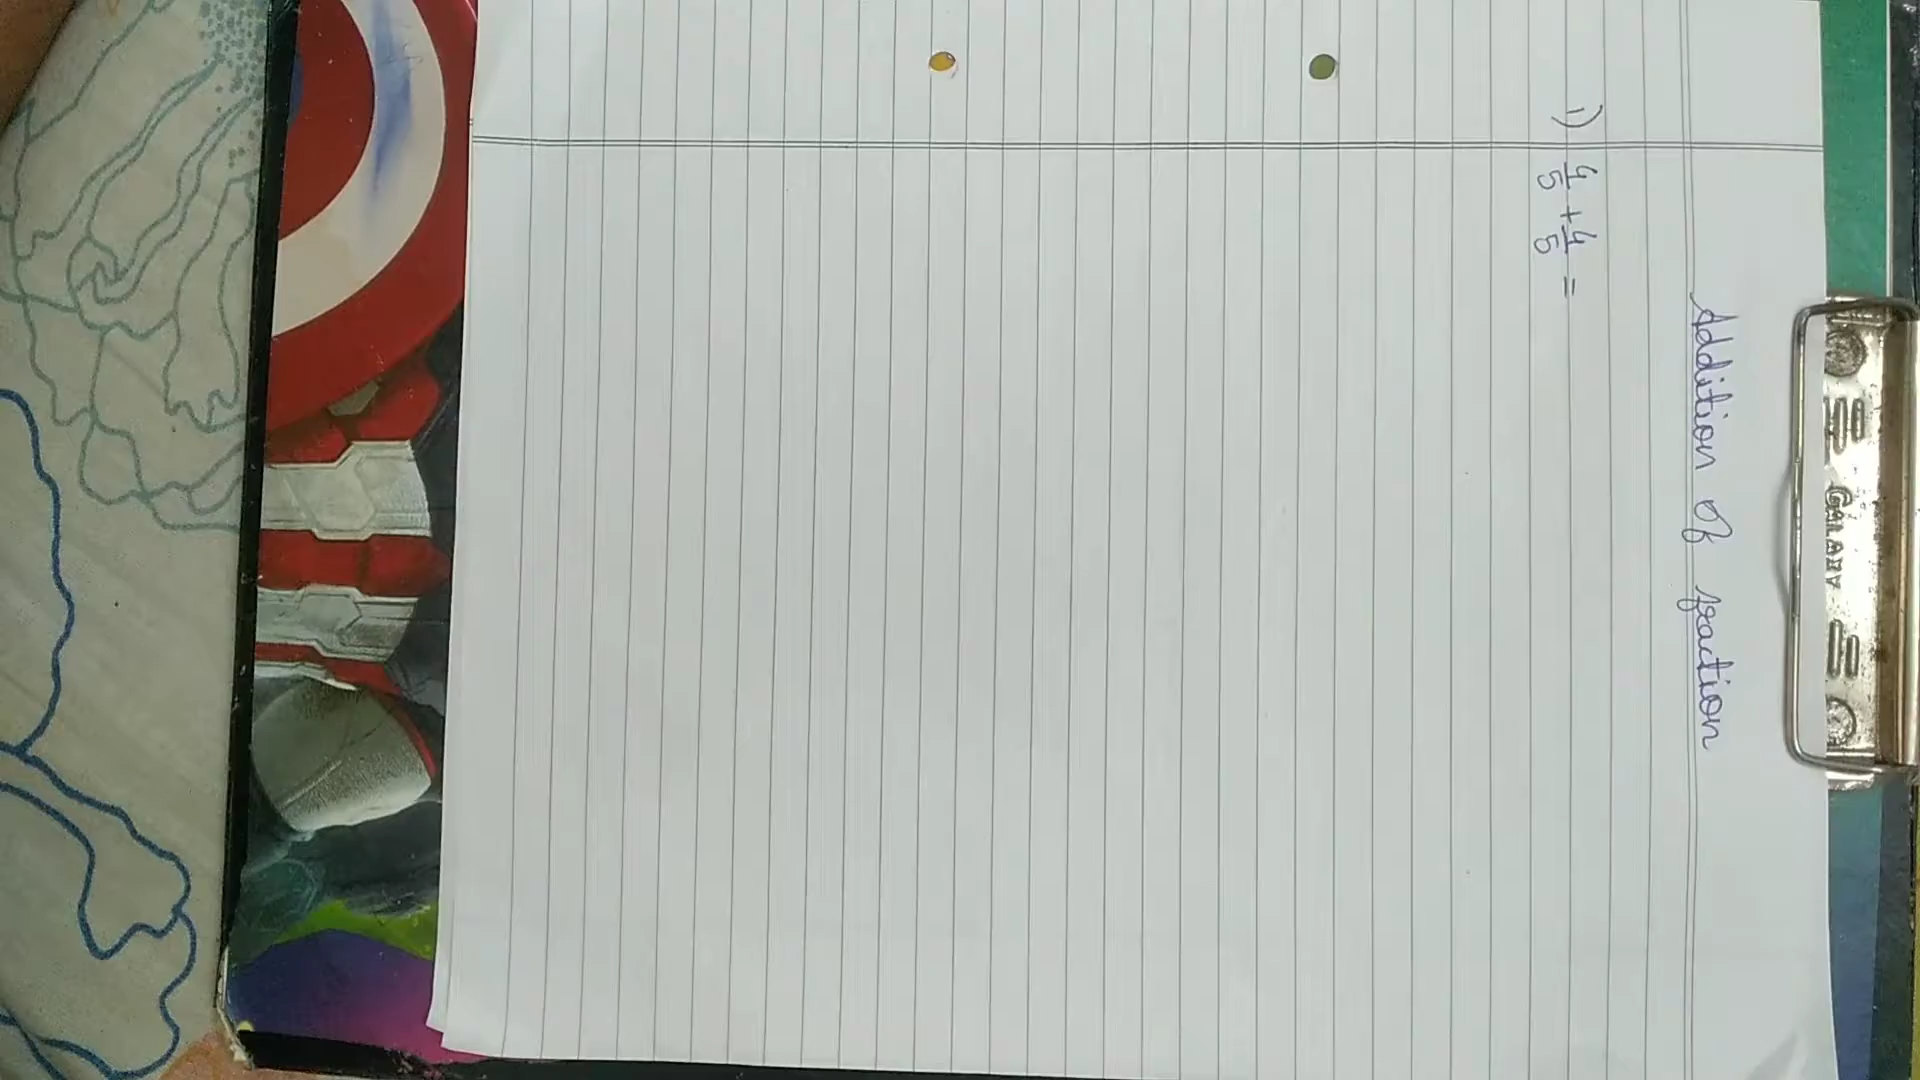 Addition of fraction
1) 4/5 + 4/5 =
GALAXY